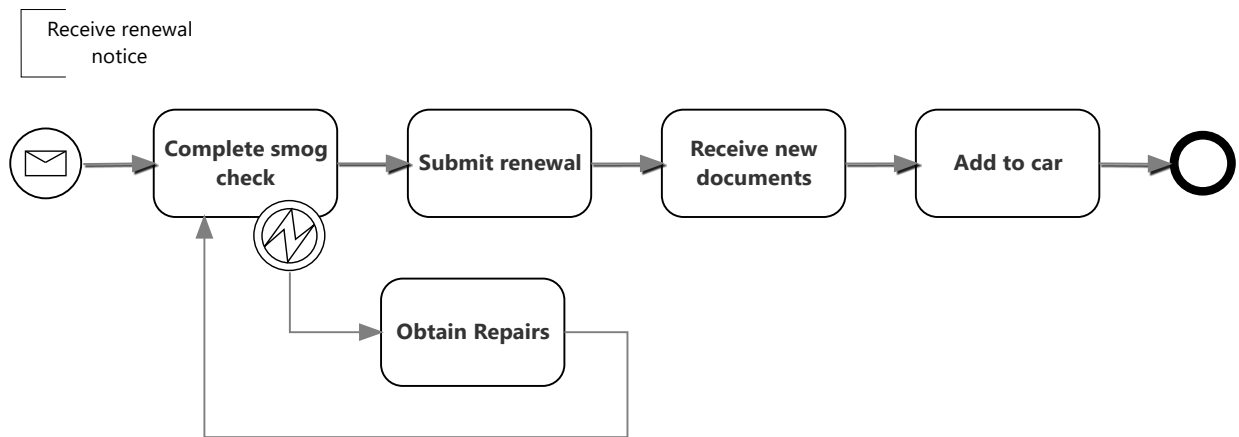 Receive renewal
notice
Complete smog
check
Submit renewal
Receive new
documents
Add to car
Obtain Repairs